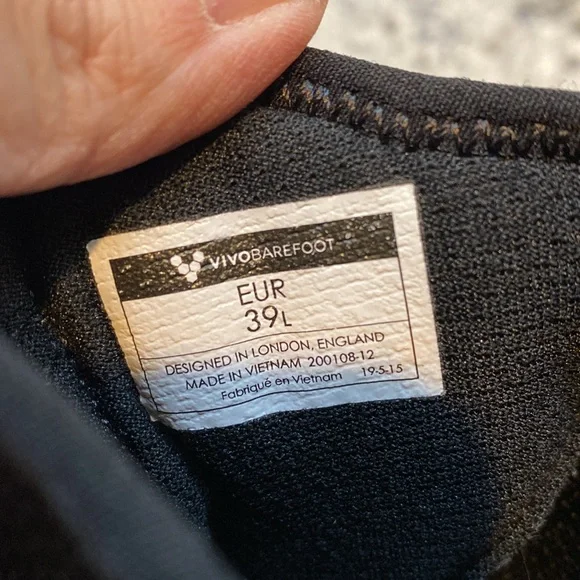 VIVOBAREFOOT
EUR
39L
DESIGNED IN LONDON, ENGLAND
MADE IN VIETNAM 200108-12
Fabriqué en Vietnam 19-5-15